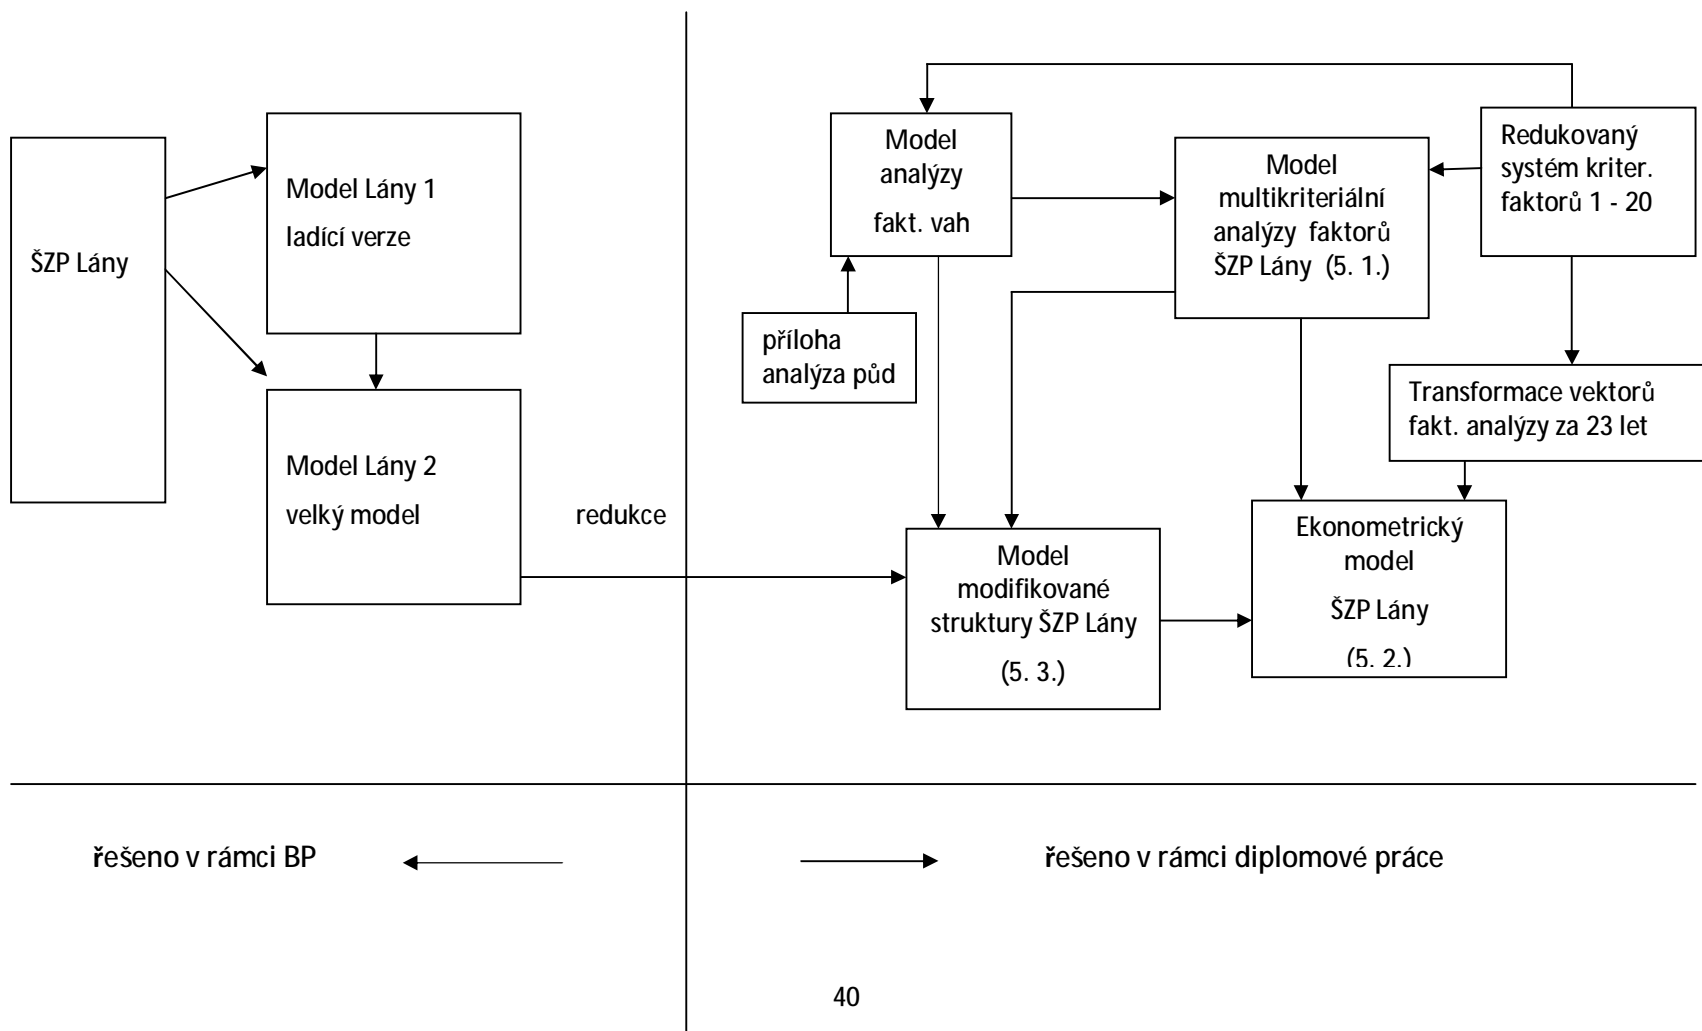 ŠZP Lány
Model Lány 1
ladící verze
Model Lány 2
velký model
redukce
Model
analýzy
fakt. vah
příloha
analýza půd
Model
multikriteriální
analýzy faktorů
ŠZP Lány (5. 1.)
Redukovaný
systém kriter.
faktorů 1 - 20
Transformace vektorů
fakt. analýzy za 23 let
Model
modifikované
struktury ŠZP Lány
(5. 3.)
Ekonometrický
model
ŠZP Lány
(5. 2.)
řešeno v rámci BP
řešeno v rámci diplomové práce
40